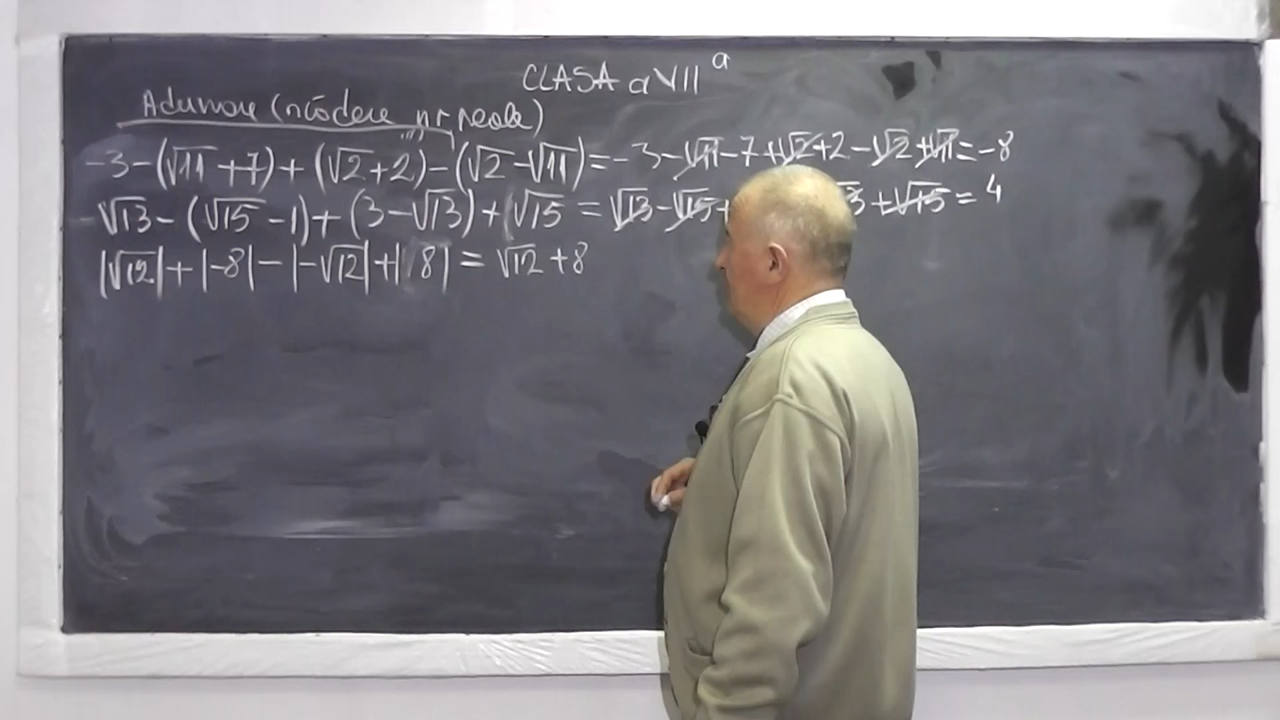 CLASA a VII a
Adunare (scădere nr reale)
-3-(√11+7)+(√2+2)-(√2-√11)=-3-√11-7+√2+2-√2+√11=-8
√13-(√15-1)+(3-√13)+√15=√13-√15+ +√15=4
|√12|+|-8|-|-√12|+| 8|=√12+8